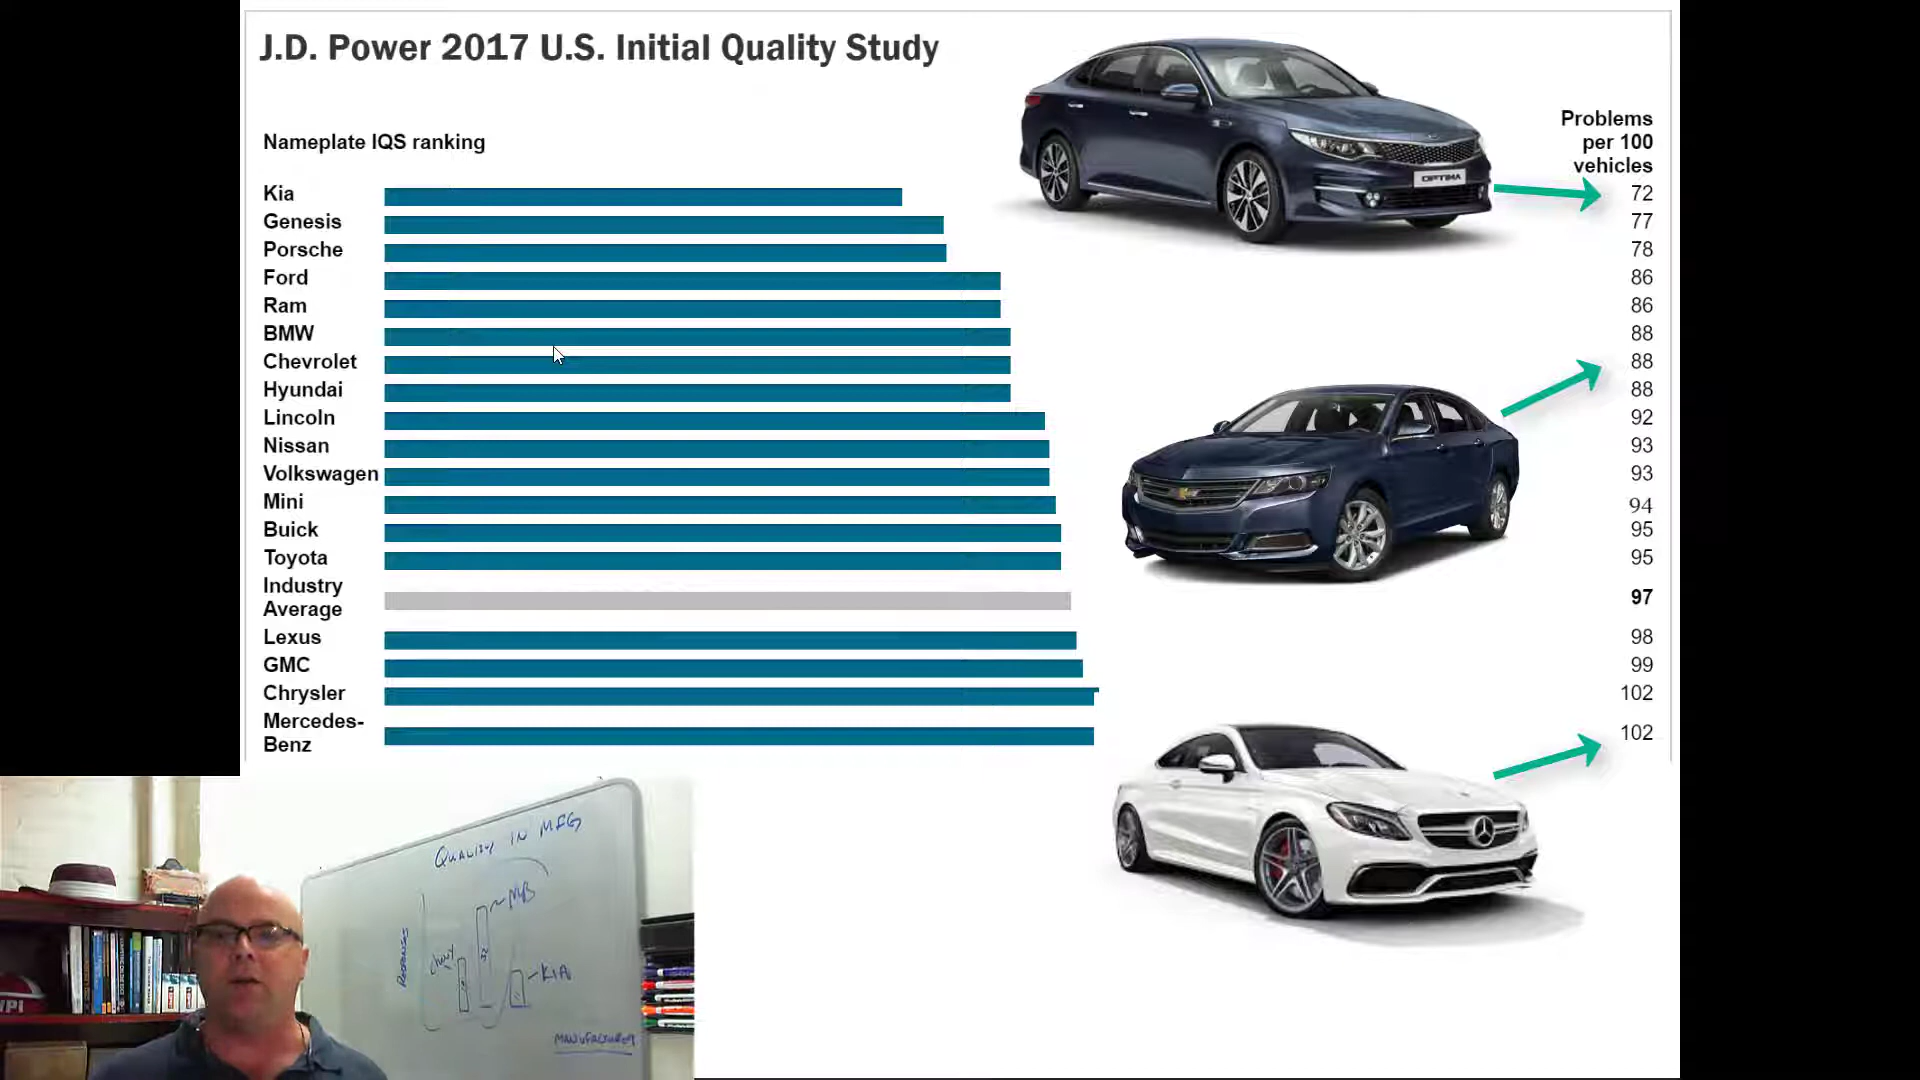 J.D. Power 2017 U.S. Initial Quality Study
Problems
per 100
vehicles
Nameplate IQS ranking
Kia 72
Genesis 77
Porsche 78
Ford 86
Ram 86
BMW 88
Chevrolet 88
Hyundai 88
Lincoln 92
Nissan 93
Volkswagen 93
Mini 94
Buick 95
Toyota 95
Industry
Average 97
Lexus 98
GMC 99
Chrysler 102
Mercedes-
Benz 102
OPTIMA
QUALITY IN MFG
MB
KIA
MANUFACTURER
WPI